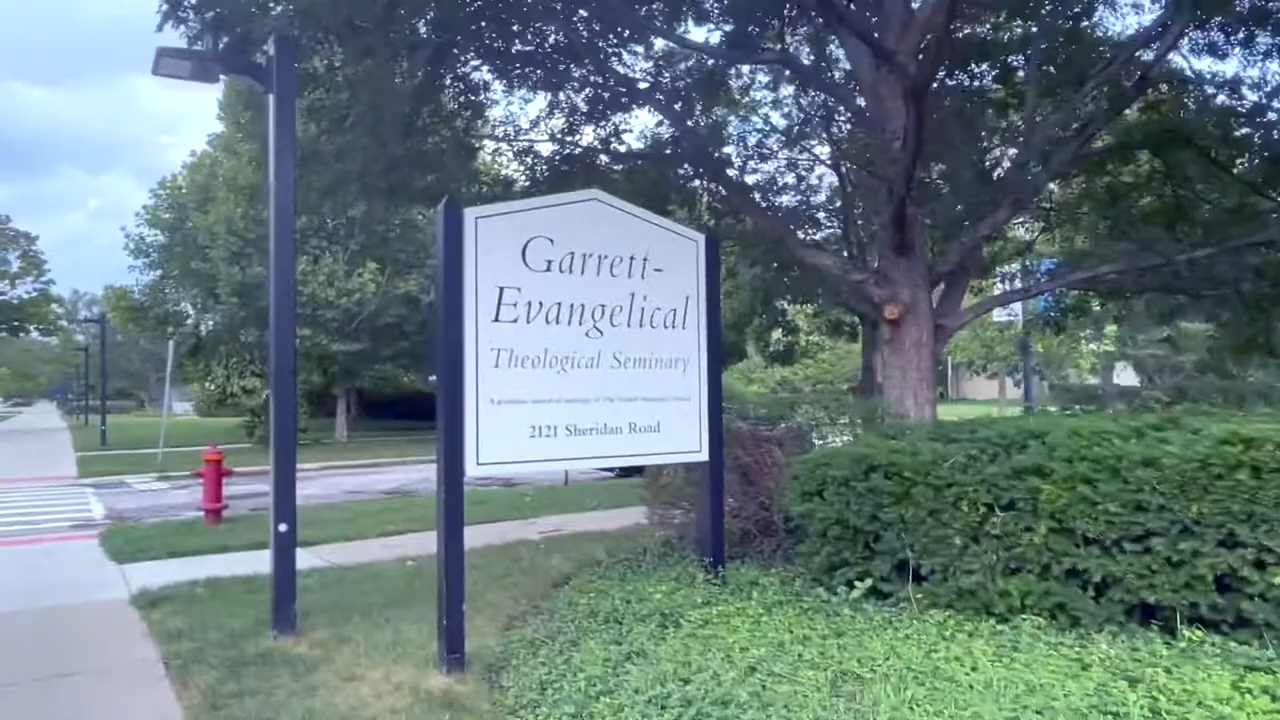 Garrett-
Evangelical
Theological Seminary
2121 Sheridan Road